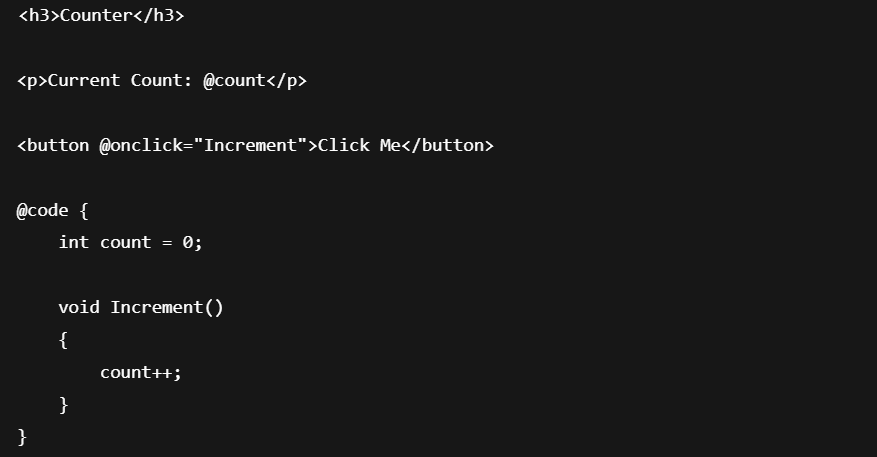 <h3>Counter</h3>
<p>Current Count: @count</p>
<button @onclick="Increment">Click Me</button>
@code {
    int count = 0;
    void Increment()
    {
        count++;
    }
}